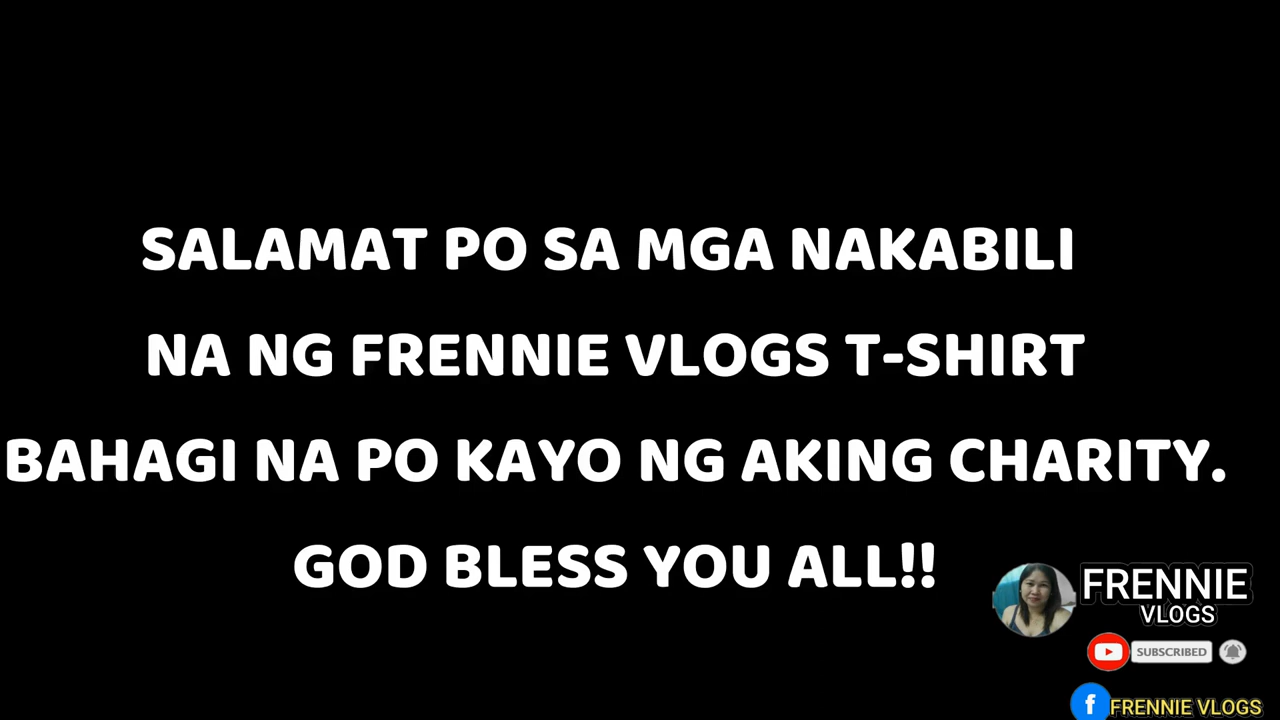 SALAMAT PO SA MGA NAKABILI
NA NG FRENNIE VLOGS T-SHIRT
BAHAGI NA PO KAYO NG AKING CHARITY.
GOD BLESS YOU ALL!!
FRENNIE
VLOGS
SUBSCRIBED
f FRENNIE VLOGS